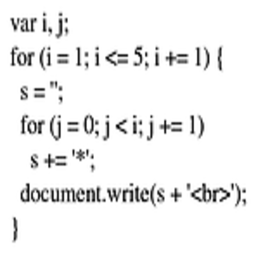 var i, j;
for (i = 1; i <= 5; i += 1) {
s = '';
for (j = 0; j < i; j += 1)
s += '*';
document.write(s + '<br>');
}